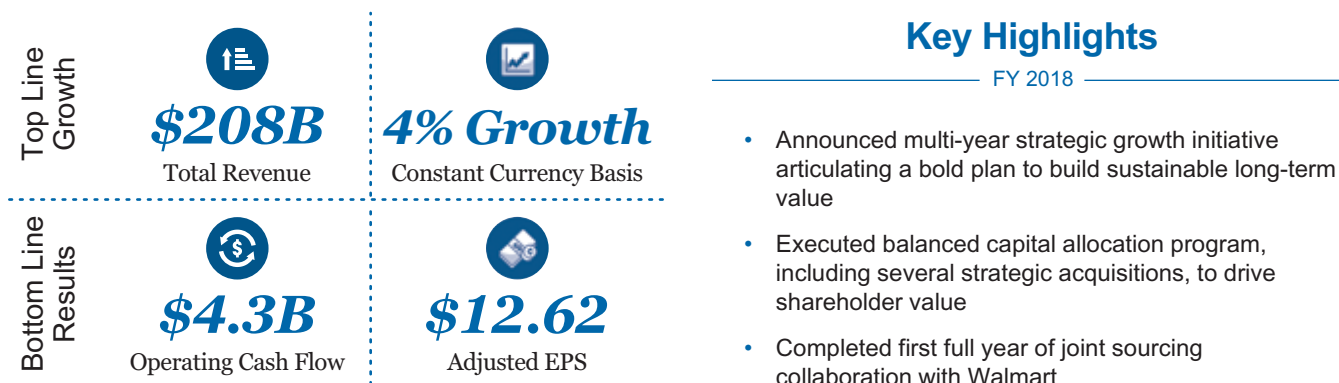 Top Line
Growth
$208B
Total Revenue
4% Growth
Constant Currency Basis
Bottom Line
Results
$4.3B
Operating Cash Flow
$12.62
Adjusted EPS
Key Highlights
FY 2018
• Announced multi-year strategic growth initiative
articulating a bold plan to build sustainable long-term
value
• Executed balanced capital allocation program,
including several strategic acquisitions, to drive
shareholder value
• Completed first full year of joint sourcing
collaboration with Walmart